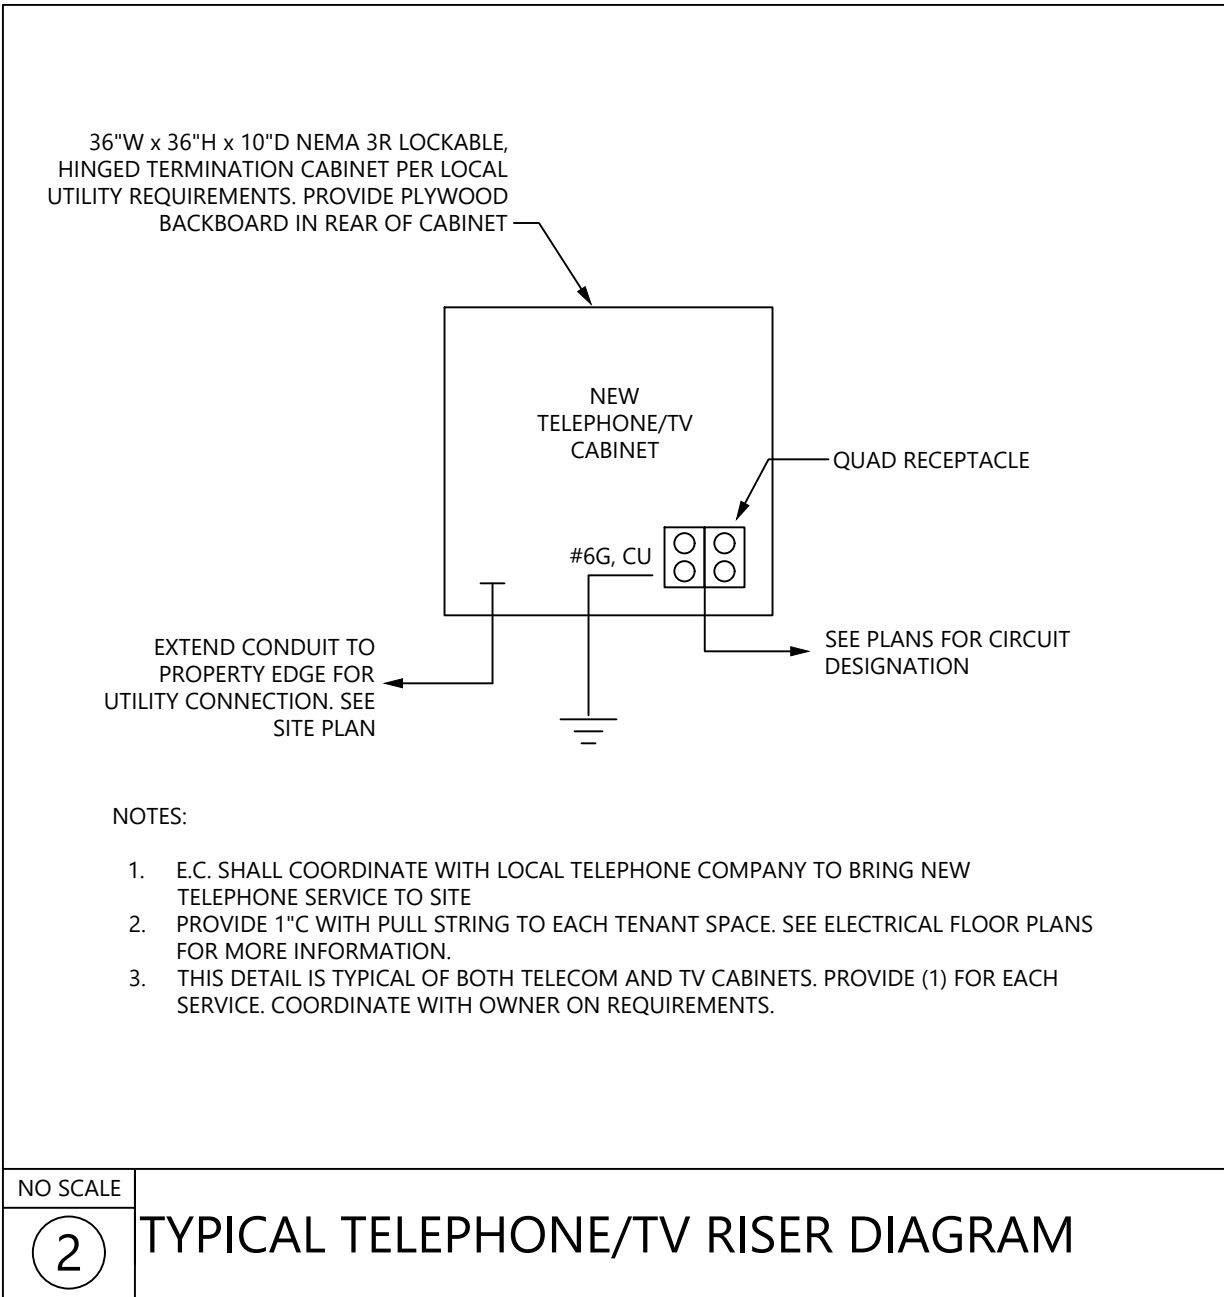 36"W x 36"H x 10"D NEMA 3R LOCKABLE,
HINGED TERMINATION CABINET PER LOCAL
UTILITY REQUIREMENTS. PROVIDE PLYWOOD
BACKBOARD IN REAR OF CABINET
NEW
TELEPHONE/TV
CABINET
QUAD RECEPTACLE
#6G, CU
EXTEND CONDUIT TO
PROPERTY EDGE FOR
UTILITY CONNECTION. SEE
SITE PLAN
SEE PLANS FOR CIRCUIT
DESIGNATION
NOTES:
1. E.C. SHALL COORDINATE WITH LOCAL TELEPHONE COMPANY TO BRING NEW
TELEPHONE SERVICE TO SITE
2. PROVIDE 1"C WITH PULL STRING TO EACH TENANT SPACE. SEE ELECTRICAL FLOOR PLANS
FOR MORE INFORMATION.
3. THIS DETAIL IS TYPICAL OF BOTH TELECOM AND TV CABINETS. PROVIDE (1) FOR EACH
SERVICE. COORDINATE WITH OWNER ON REQUIREMENTS.
NO SCALE
2
TYPICAL TELEPHONE/TV RISER DIAGRAM